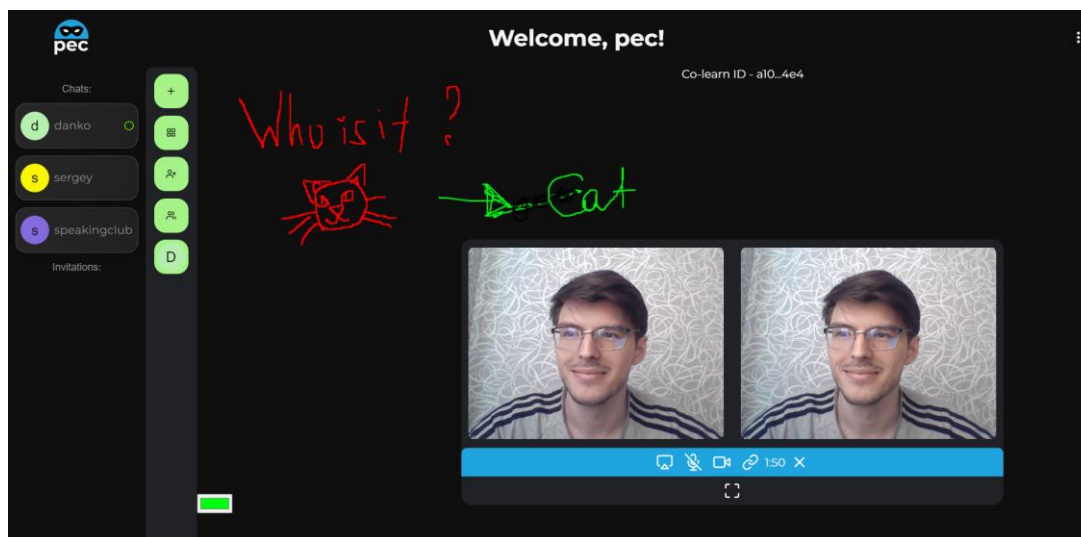 pec
Welcome, pec!
Co-learn ID - a10...4e4
Chats:
d danko
s sergey
s speakingclub
Invitations:
+
D
Who is it ?
Cat
1:50